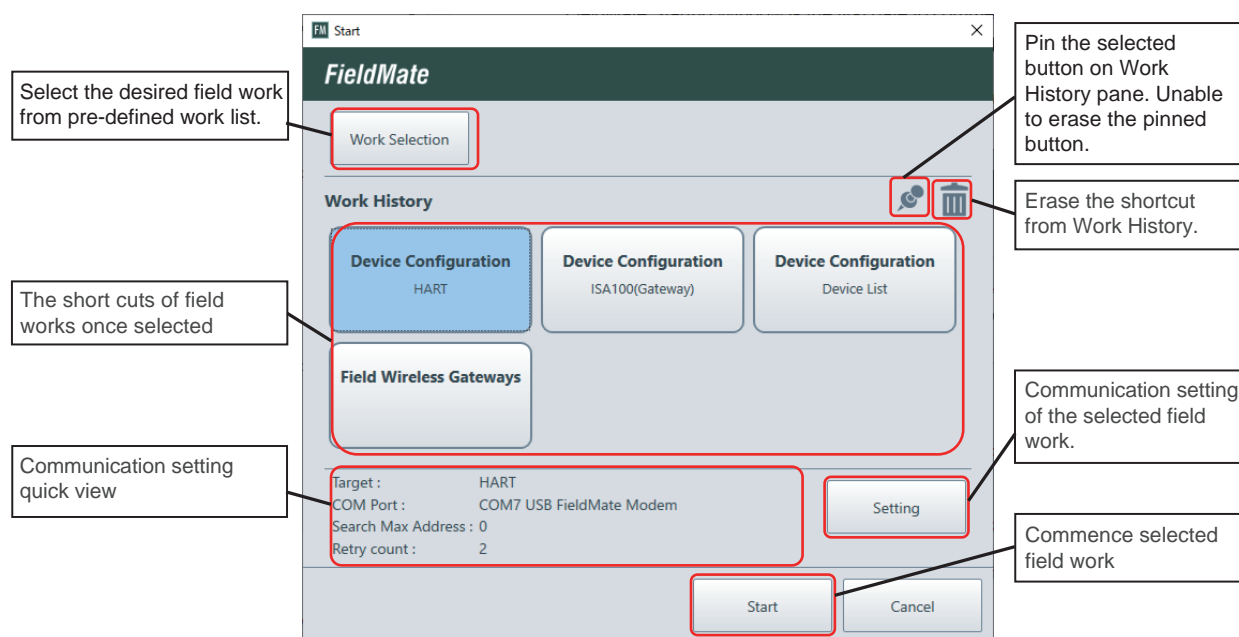 FM Start
FieldMate
Select the desired field work
from pre-defined work list.
Work Selection
Pin the selected
button on Work
History pane. Unable
to erase the pinned
button.
Work History
Erase the shortcut
from Work History.
Device Configuration
HART
Device Configuration
ISA100(Gateway)
Device Configuration
Device List
The short cuts of field
works once selected
Field Wireless Gateways
Communication setting
of the selected field
work.
Communication setting
quick view
Target : HART
COM Port : COM7 USB FieldMate Modem
Search Max Address : 0
Retry count : 2
Setting
Commence selected
field work
Start
Cancel